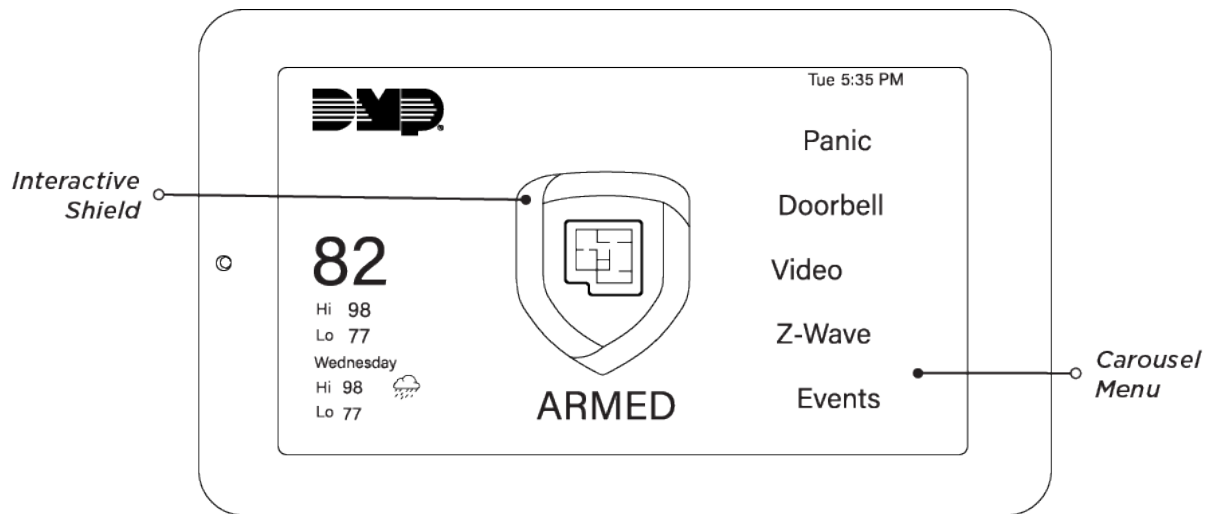 Tue 5:35 PM
DMP
Panic
Interactive
Shield
Doorbell
82
Video
Hi 98
Lo 77
Z-Wave
Wednesday
Hi 98
Lo 77
ARMED
Events
Carousel
Menu